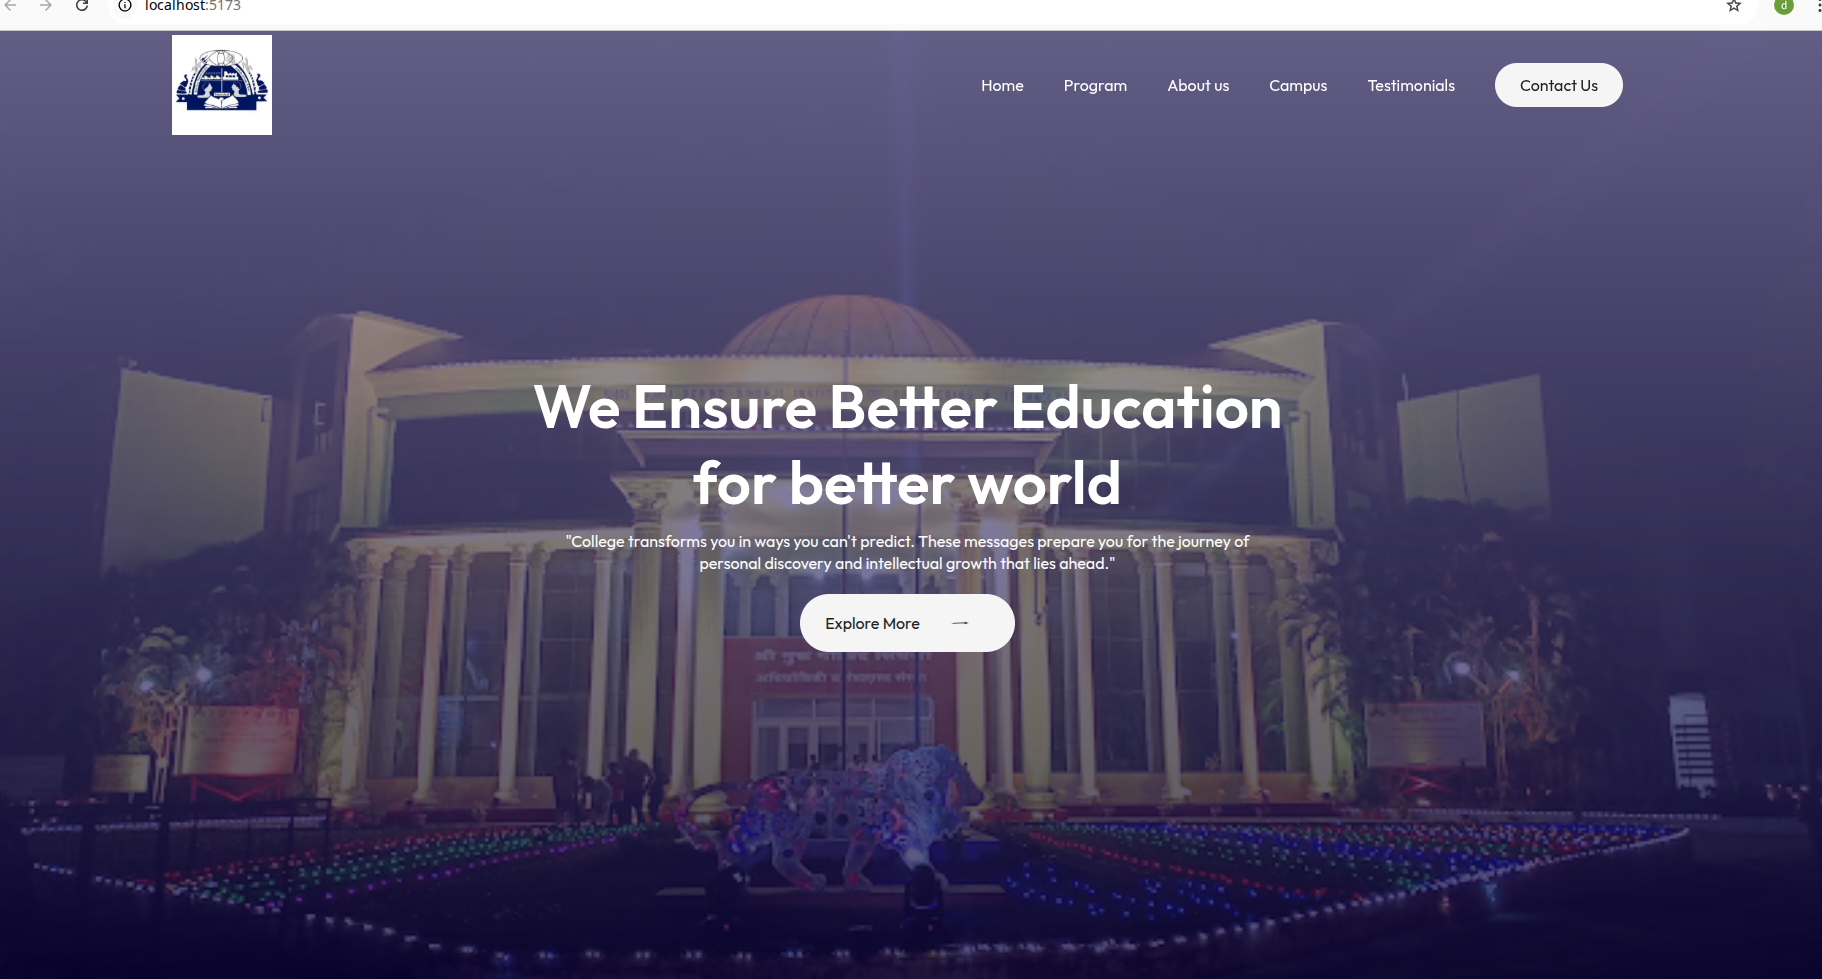 localhost:5173
Home
Program
About us
Campus
Testimonials
Contact Us
We Ensure Better Education
for better world
"College transforms you in ways you can't predict. These messages prepare you for the journey of
personal discovery and intellectual growth that lies ahead."
Explore More
श्री गुरु
अभियांत्रिकी व
d